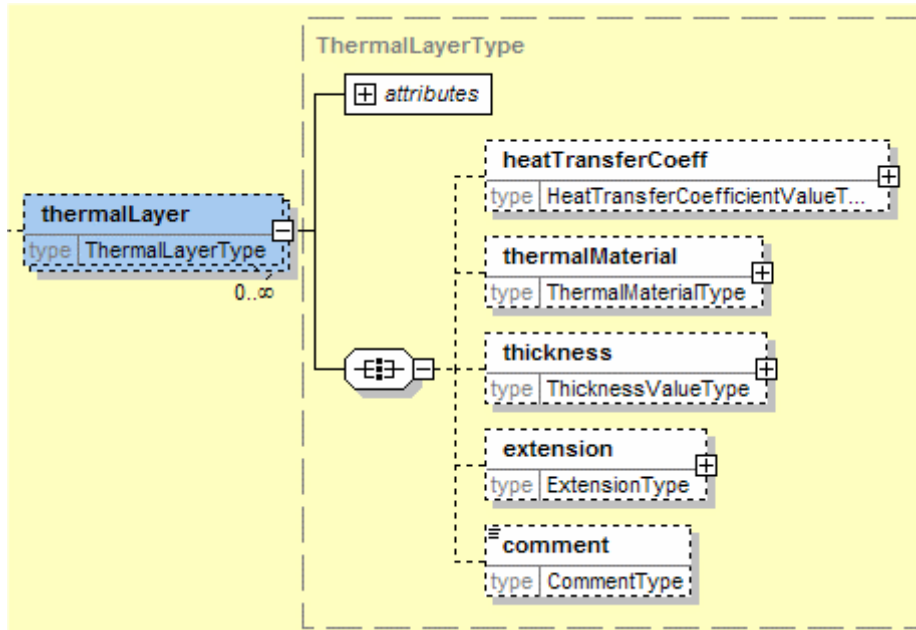 ThermalLayerType
attributes
heatTransferCoeff
type HeatTransferCoefficientValueT...
thermalLayer
type ThermalLayerType
0..∞
thermalMaterial
type ThermalMaterialType
thickness
type ThicknessValueType
extension
type ExtensionType
comment
type CommentType